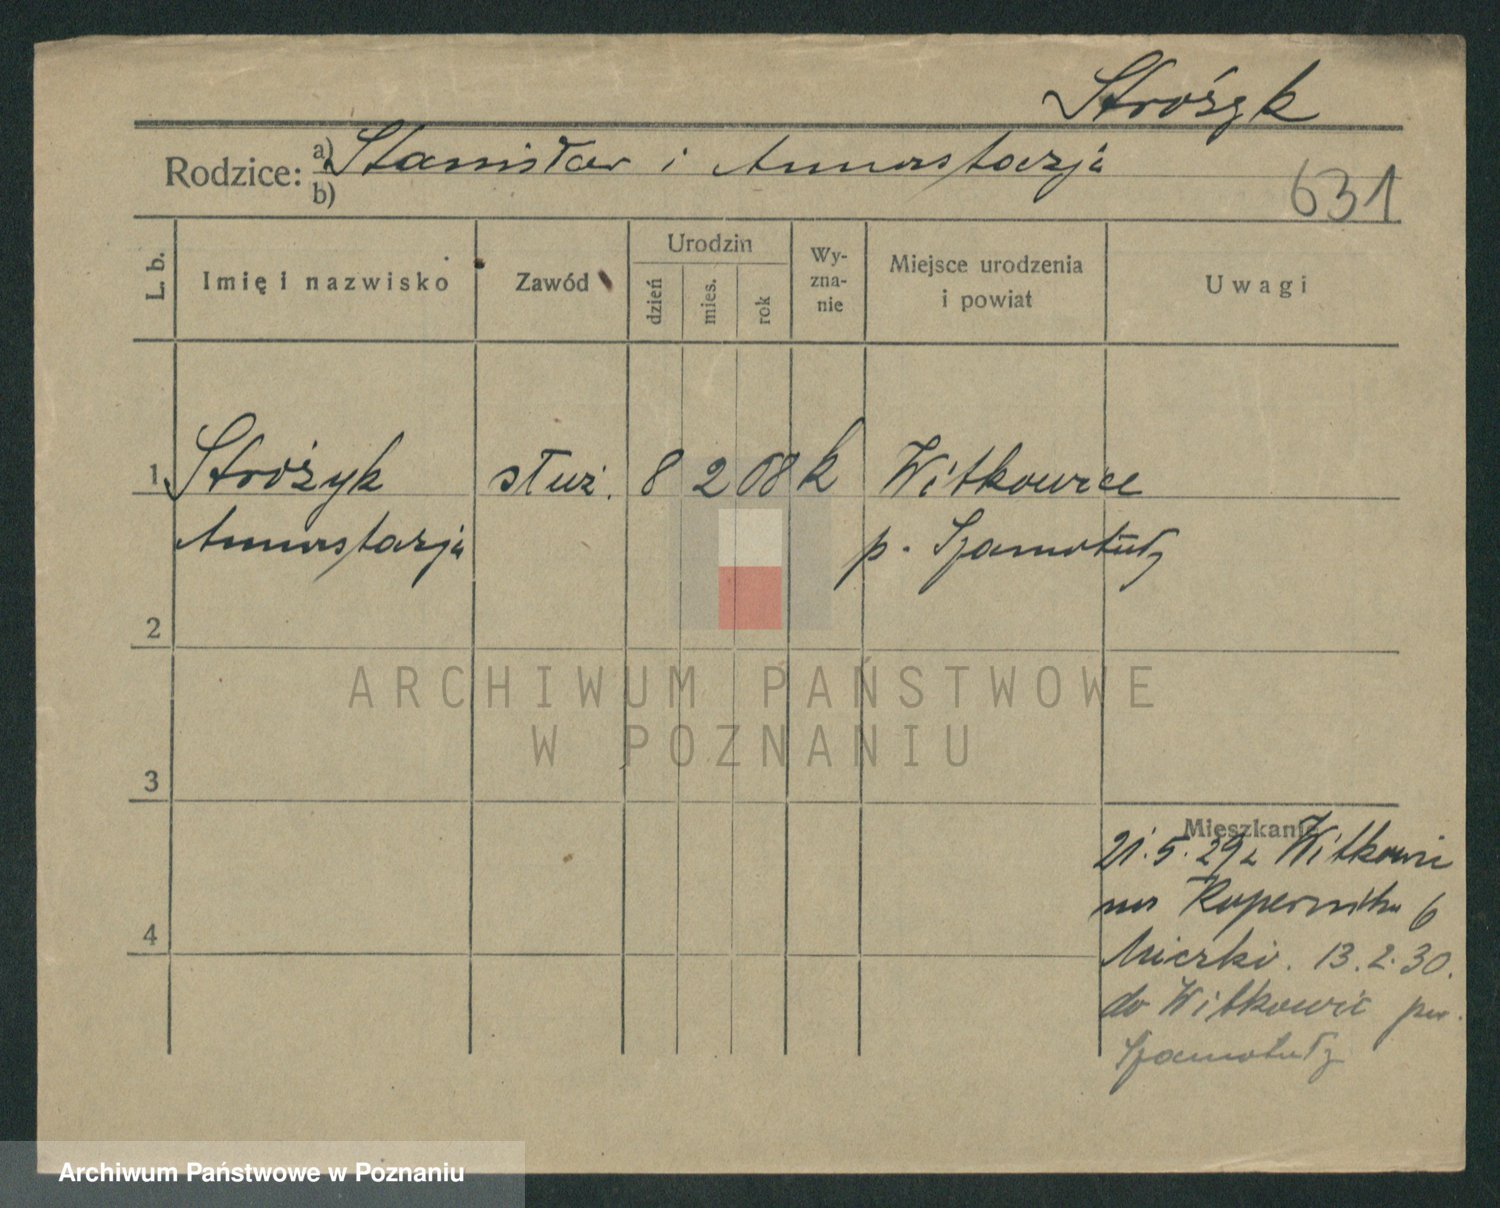 Stróżyk
Rodzice: a) Stanisław i Anastazja
b)
631
L. b.
Imię i nazwisko
Zawód
Urodzin
dzień
mies.
rok
Wy-
zna-
nie
Miejsce urodzenia
i powiat
Uwagi
1 Stróżyk służ. 8 2 08 k Witkowice
Anastazja p. Szamotuły
2
ARCHIWUM PAŃSTWOWE
W POZNANIU
3
Mieszkanie
21.5.29 z Witkowic
na Kopernika 6
13.2.30.
do Witkowic pow.
Szamotuły
4
Archiwum Państwowe w Poznaniu